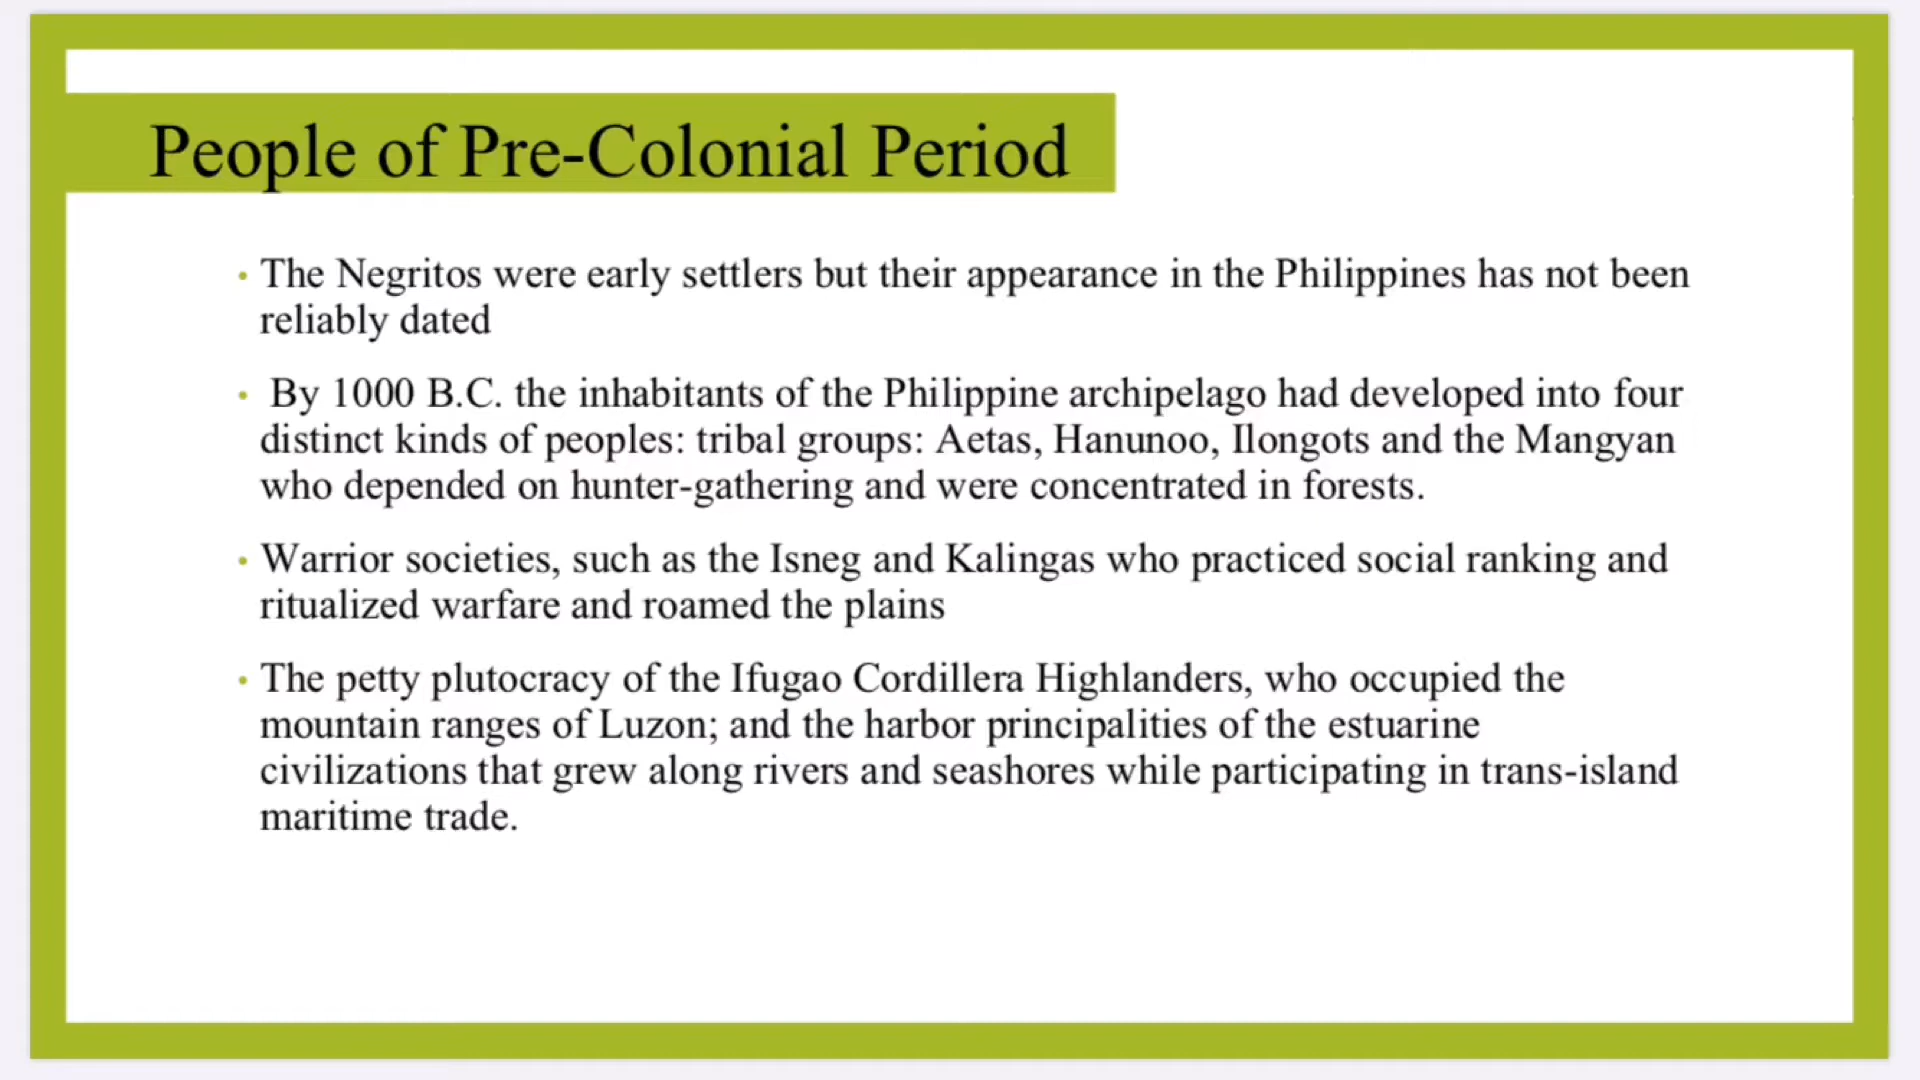 People of Pre-Colonial Period
• The Negritos were early settlers but their appearance in the Philippines has not been
reliably dated
• By 1000 B.C. the inhabitants of the Philippine archipelago had developed into four
distinct kinds of peoples: tribal groups: Aetas, Hanunoo, Ilongots and the Mangyan
who depended on hunter-gathering and were concentrated in forests.
• Warrior societies, such as the Isneg and Kalingas who practiced social ranking and
ritualized warfare and roamed the plains
• The petty plutocracy of the Ifugao Cordillera Highlanders, who occupied the
mountain ranges of Luzon; and the harbor principalities of the estuarine
civilizations that grew along rivers and seashores while participating in trans-island
maritime trade.